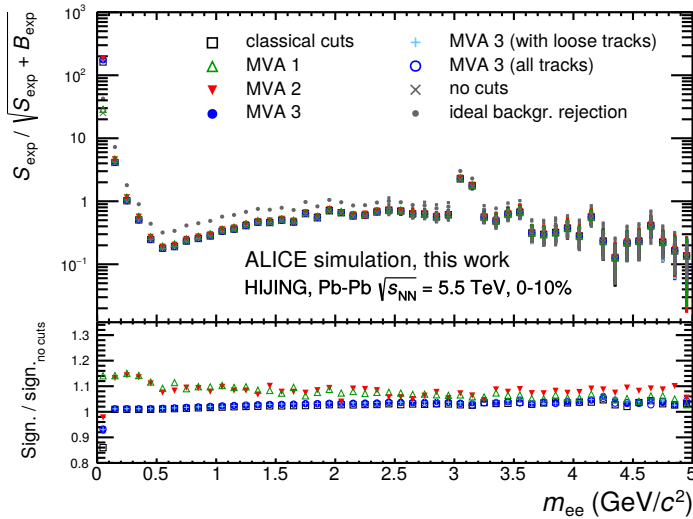 S_exp / √S_exp + B_exp
10³
10²
10
1
10⁻¹
classical cuts
MVA 1
MVA 2
MVA 3
MVA 3 (with loose tracks)
MVA 3 (all tracks)
no cuts
ideal backgr. rejection
ALICE simulation, this work
HIJING, Pb-Pb √s_NN = 5.5 TeV, 0-10%
Sign. / sign._no cuts
1.3
1.2
1.1
1
0.9
0.8
0 0.5 1 1.5 2 2.5 3 3.5 4 4.5 5
m_ee (GeV/c²)